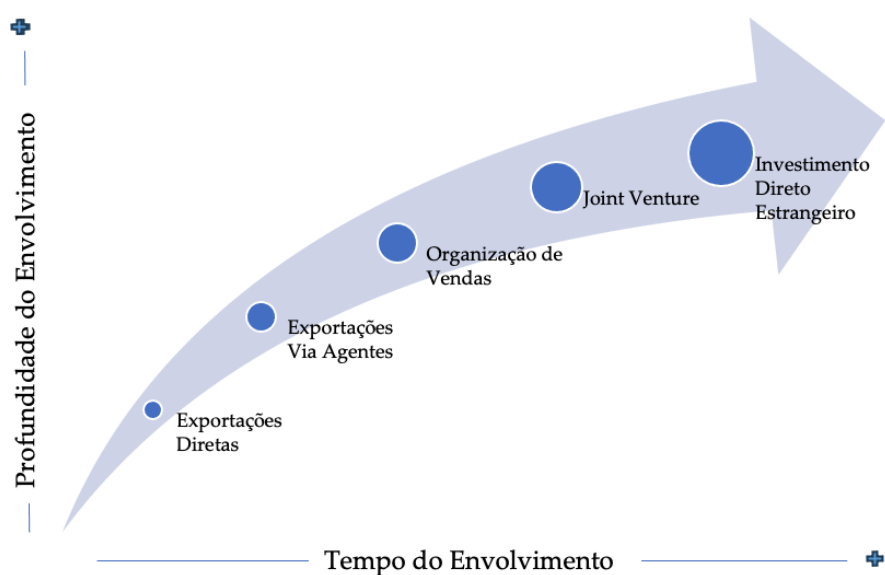 Profundidade do Envolvimento
Investimento
Direto
Estrangeiro
Joint Venture
Organização de
Vendas
Exportações
Via Agentes
Exportações
Diretas
Tempo do Envolvimento